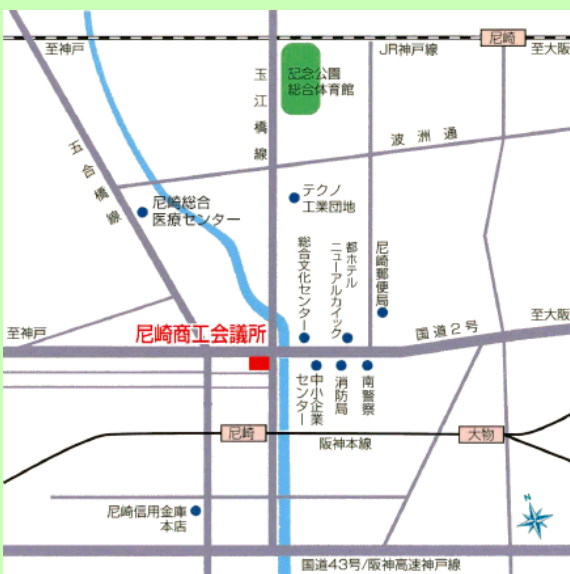 尼崎
至神戸
JR神戸線
至大阪
玉江橋線
記念公園
総合体育館
波洲通
五合橋線
尼崎総合
医療センター
テクノ
工業団地
総合文化センター
都ホテル
ニューアルカイック
尼崎郵便局
至大阪
国道2号
至神戸
尼崎商工会議所
中小企業
センター
消防局
南警察
尼崎
阪神本線
大物
尼崎信用金庫
本店
N
国道43号/阪神高速神戸線